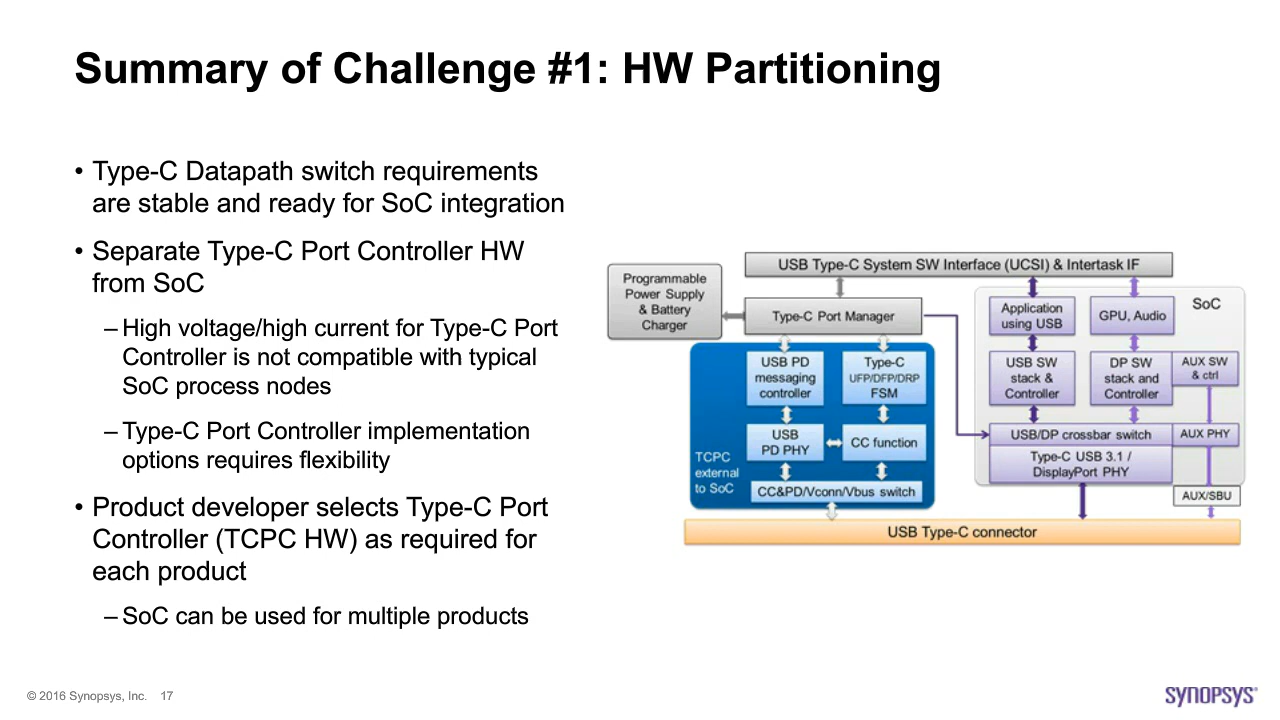 Summary of Challenge #1: HW Partitioning
• Type-C Datapath switch requirements
are stable and ready for SoC integration
• Separate Type-C Port Controller HW
from SoC
– High voltage/high current for Type-C Port
Controller is not compatible with typical
SoC process nodes
– Type-C Port Controller implementation
options requires flexibility
• Product developer selects Type-C Port
Controller (TCPC HW) as required for
each product
– SoC can be used for multiple products
USB Type-C System SW Interface (UCSI) & Intertask IF
Programmable
Power Supply
& Battery
Charger
Type-C Port Manager
USB PD
messaging
controller
Type-C
UFP/DFP/DRP
FSM
USB
PD PHY
CC function
TCPC
external
to SoC
CC&PD/Vconn/Vbus switch
SoC
Application
using USB
GPU, Audio
USB SW
stack &
Controller
DP SW
stack and
Controller
AUX SW
& ctrl
USB/DP crossbar switch
AUX PHY
Type-C USB 3.1 /
DisplayPort PHY
AUX/SBU
USB Type-C connector
© 2016 Synopsys, Inc. 17
SYNOPSYS®